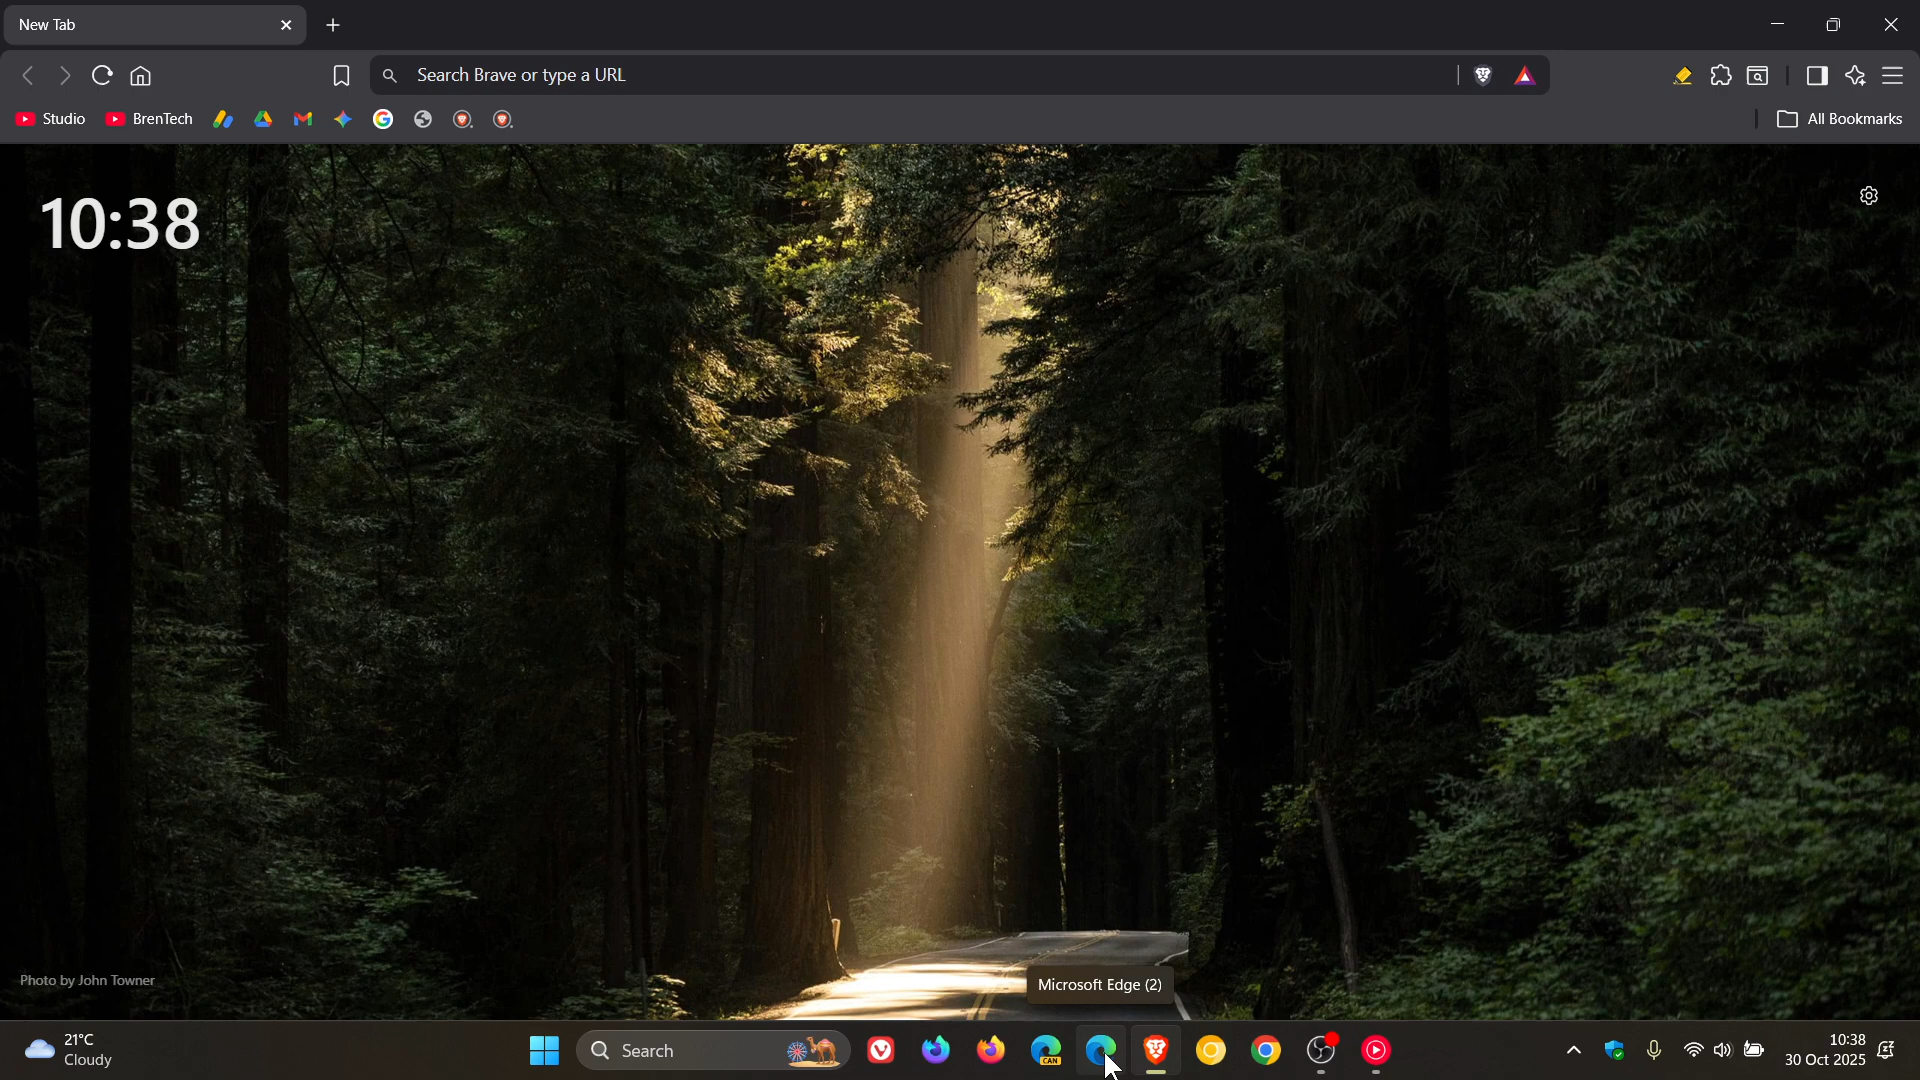 New Tab
Search Brave or type a URL
Studio
BrenTech
All Bookmarks
10:38
Photo by John Towner
Microsoft Edge (2)
21°C
Cloudy
Search
CAN
10:38
30 Oct 2025